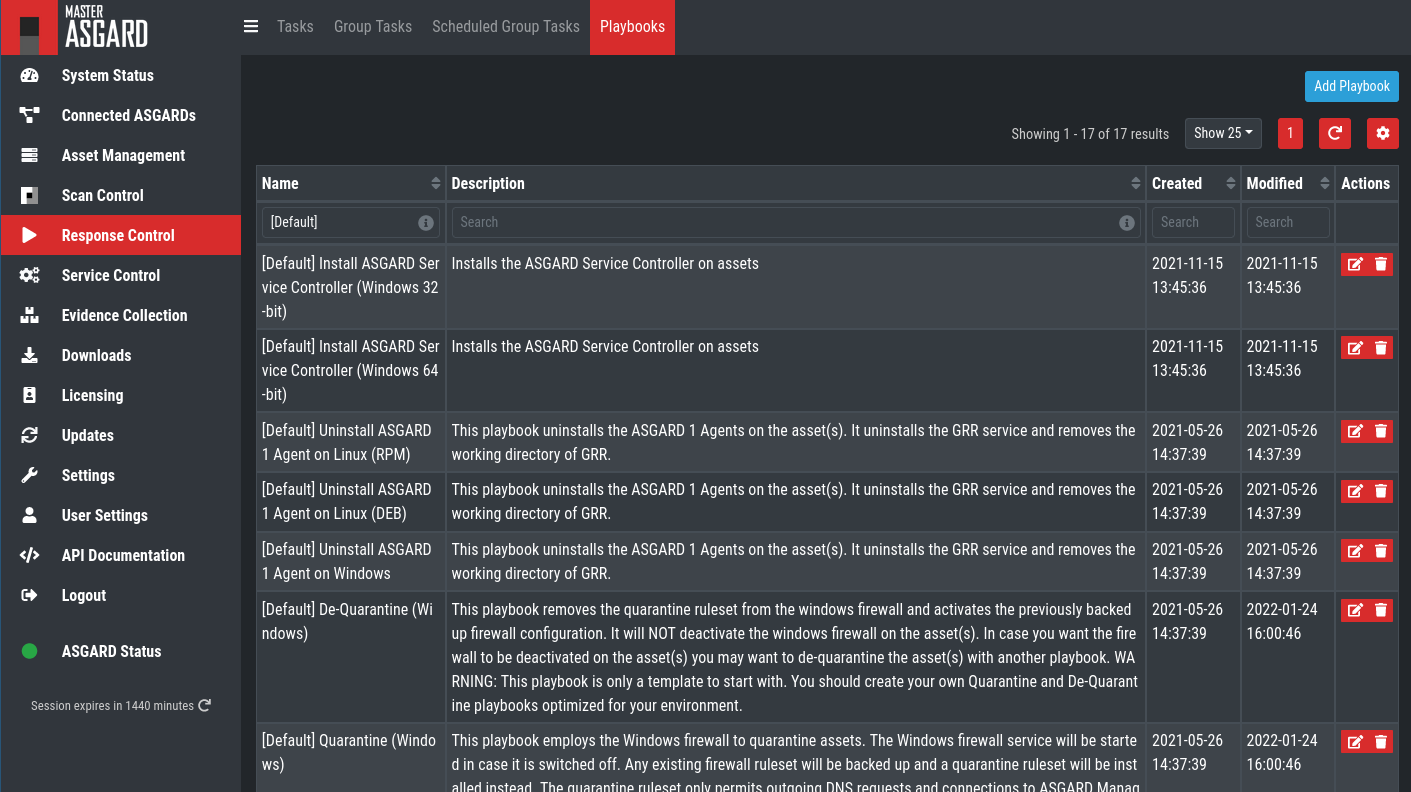 MASTER
ASGARD
Tasks Group Tasks Scheduled Group Tasks Playbooks
System Status
Connected ASGARDs
Asset Management
Scan Control
Response Control
Service Control
Evidence Collection
Downloads
Licensing
Updates
Settings
User Settings
API Documentation
Logout
ASGARD Status
Session expires in 1440 minutes
Add Playbook
Showing 1 - 17 of 17 results Show 25 1
Name Description Created Modified Actions
[Default] Search Search Search
[Default] Install ASGARD Ser Installs the ASGARD Service Controller on assets 2021-11-15 2021-11-15
vice Controller (Windows 32 13:45:36 13:45:36
-bit)
[Default] Install ASGARD Ser Installs the ASGARD Service Controller on assets 2021-11-15 2021-11-15
vice Controller (Windows 64 13:45:36 13:45:36
-bit)
[Default] Uninstall ASGARD This playbook uninstalls the ASGARD 1 Agents on the asset(s). It uninstalls the GRR service and removes the 2021-05-26 2021-05-26
1 Agent on Linux (RPM) working directory of GRR. 14:37:39 14:37:39
[Default] Uninstall ASGARD This playbook uninstalls the ASGARD 1 Agents on the asset(s). It uninstalls the GRR service and removes the 2021-05-26 2021-05-26
1 Agent on Linux (DEB) working directory of GRR. 14:37:39 14:37:39
[Default] Uninstall ASGARD This playbook uninstalls the ASGARD 1 Agents on the asset(s). It uninstalls the GRR service and removes the 2021-05-26 2021-05-26
1 Agent on Windows working directory of GRR. 14:37:39 14:37:39
[Default] De-Quarantine (Wi This playbook removes the quarantine ruleset from the windows firewall and activates the previously backed 2021-05-26 2022-01-24
ndows) up firewall configuration. It will NOT deactivate the windows firewall on the asset(s). In case you want the fire 14:37:39 16:00:46
wall to be deactivated on the asset(s) you may want to de-quarantine the asset(s) with another playbook. WA
RNING: This playbook is only a template to start with. You should create your own Quarantine and De-Quarant
ine playbooks optimized for your environment.
[Default] Quarantine (Windo This playbook employs the Windows firewall to quarantine assets. The Windows firewall service will be starte 2021-05-26 2022-01-24
ws) d in case it is switched off. Any existing firewall ruleset will be backed up and a quarantine ruleset will be inst 14:37:39 16:00:46
alled instead. The quarantine ruleset only permits outgoing DNS requests and connections to ASGARD Manag